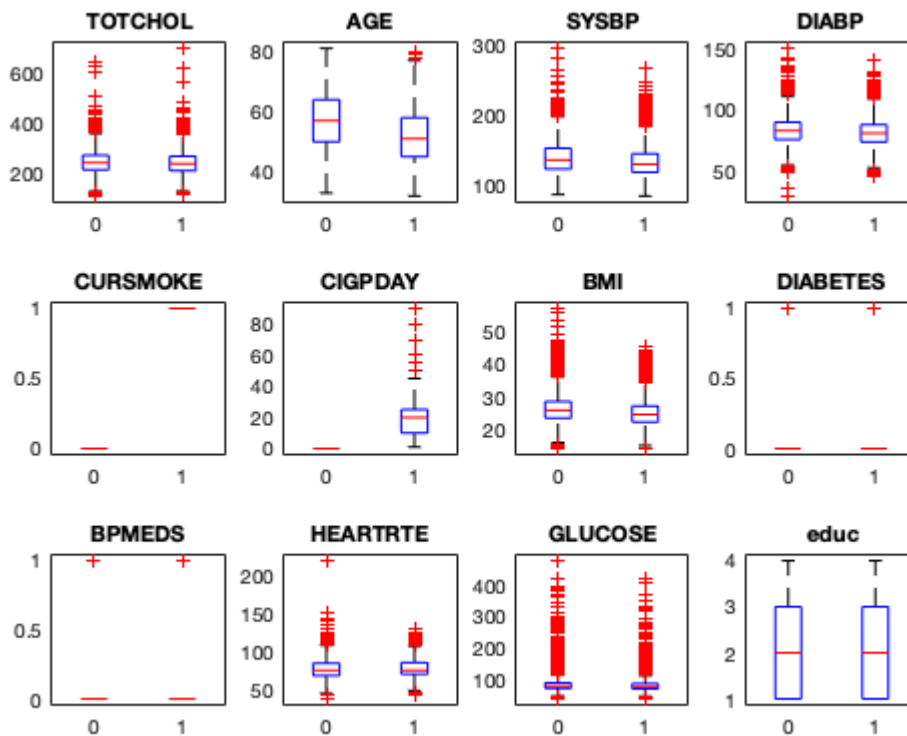 TOTCHOL AGE SYSBP DIABP
600 400 200 0 1
80 60 40 0 1
300 200 100 0 1
150 100 50 0 1
CURSMOKE CIGPDAY BMI DIABETES
1 0.5 0 0 1
80 60 40 20 0 0 1
50 40 30 20 0 1
1 0.5 0 0 1
BPMEDS HEARTRTE GLUCOSE educ
1 0.5 0 0 1
200 150 100 50 0 1
400 300 200 100 0 1
4 3 2 1 0 1